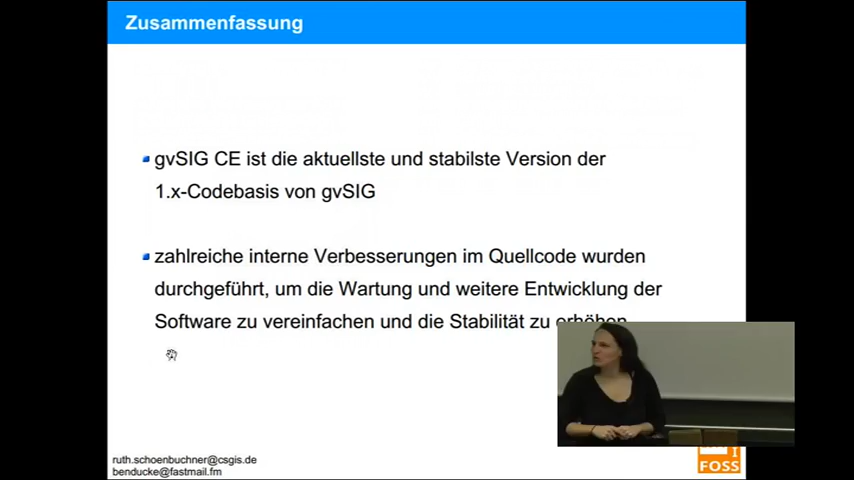 Zusammenfassung
gvSIG CE ist die aktuellste und stabilste Version der
1.x-Codebasis von gvSIG
zahlreiche interne Verbesserungen im Quellcode wurden
durchgeführt, um die Wartung und weitere Entwicklung der
Software zu vereinfachen und die Stabilität zu erhöhen
ruth.schoenbuchner@csgis.de
benducke@fastmail.fm
FOSS